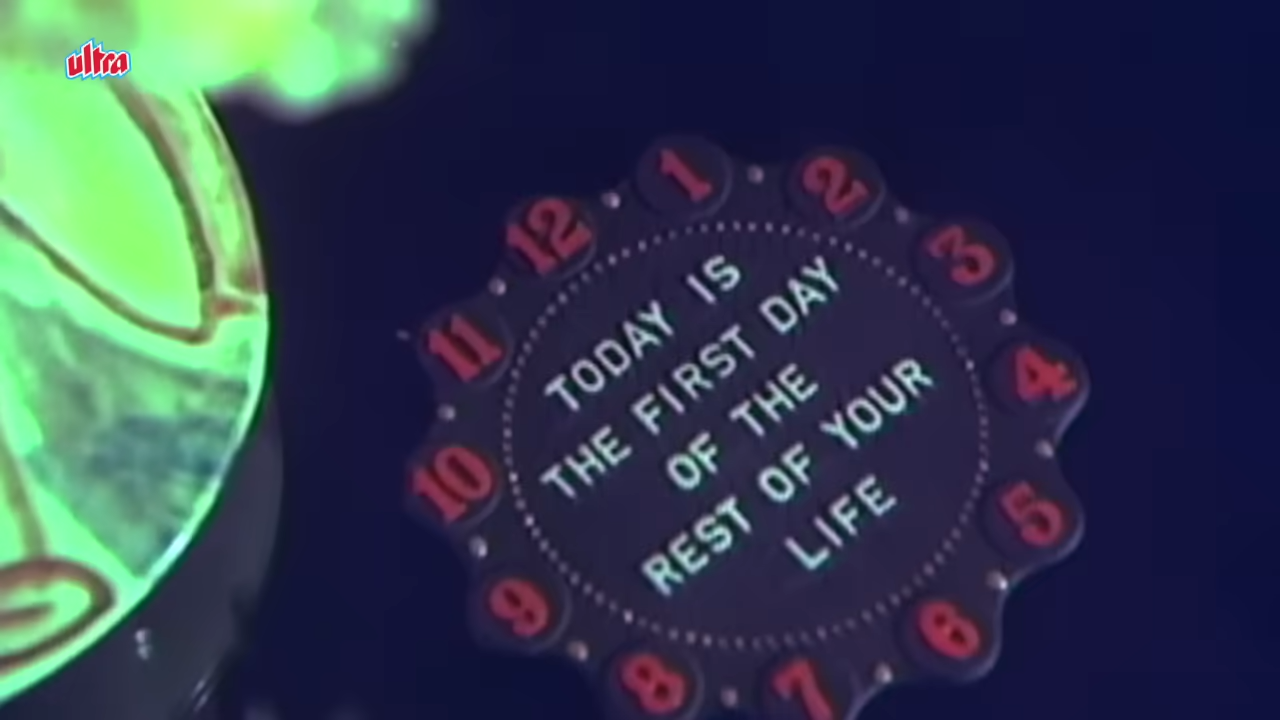 ultra
1
2
12
3
TODAY IS
THE FIRST DAY
OF THE
REST OF YOUR
LIFE
11
4
10
5
9
6
8
7